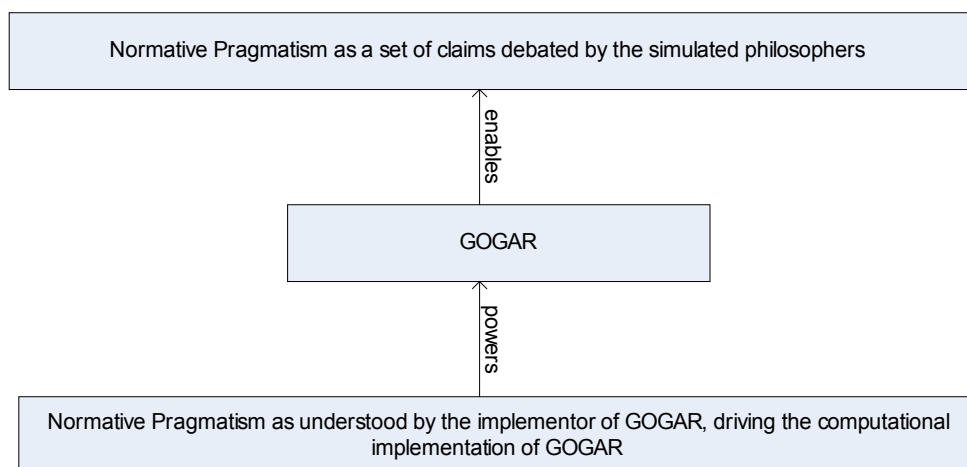 Normative Pragmatism as a set of claims debated by the simulated philosophers
enables
GOGAR
powers
Normative Pragmatism as understood by the implementor of GOGAR, driving the computational
implementation of GOGAR